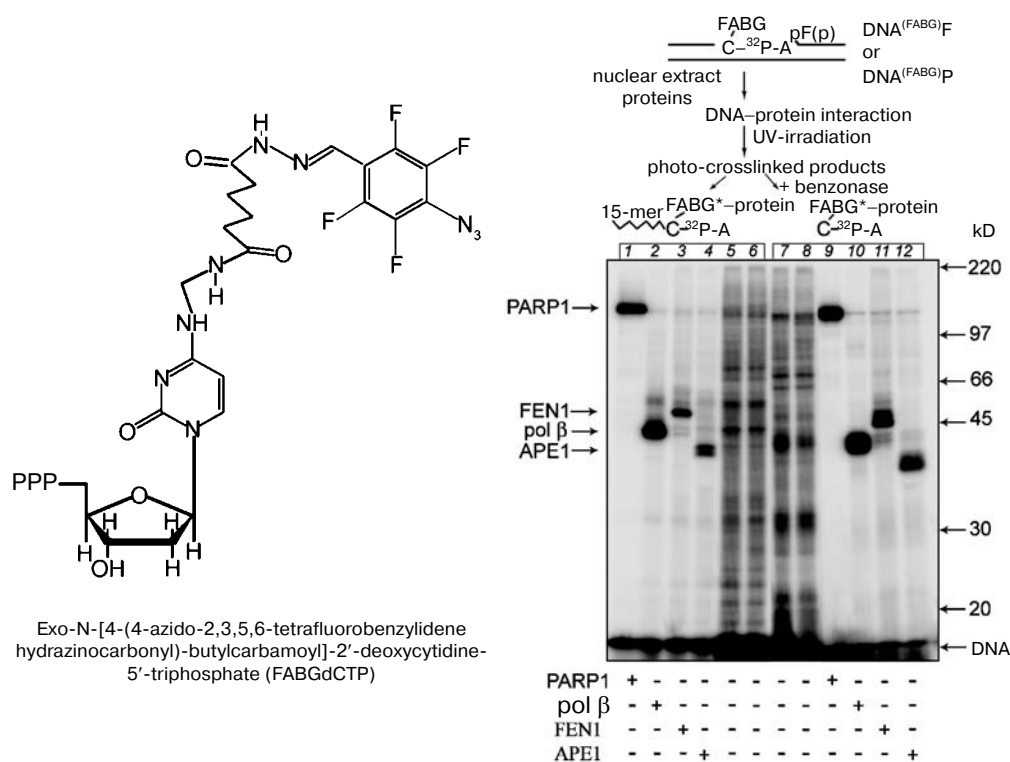 H
N
O
N
F
F
F
F
N₃
N
H
O
NH
N
O
N
PPP
O
H
H
H
H
OH
H
Exo-N-[4-(4-azido-2,3,5,6-tetrafluorobenzylidene
hydrazinocarbonyl)-butylcarbamoyl]-2′-deoxycytidine-
5′-triphosphate (FABGdCTP)
FABG
C–³²P-A pF(p)
DNA(FABG)F
or
DNA(FABG)P
nuclear extract
proteins
DNA–protein interaction
UV-irradiation
photo-crosslinked products
+ benzonase
15-mer FABG*–protein
C–³²P-A
FABG*–protein
C–³²P-A
kD
1 2 3 4 5 6 7 8 9 10 11 12
220
PARP1
97
66
FEN1
45
pol β
APE1
30
20
DNA
PARP1 + - - - - - - - + - - -
pol β - + - - - - - - - + - -
FEN1 - - + - - - - - - - + -
APE1 - - - + - - - - - - - +